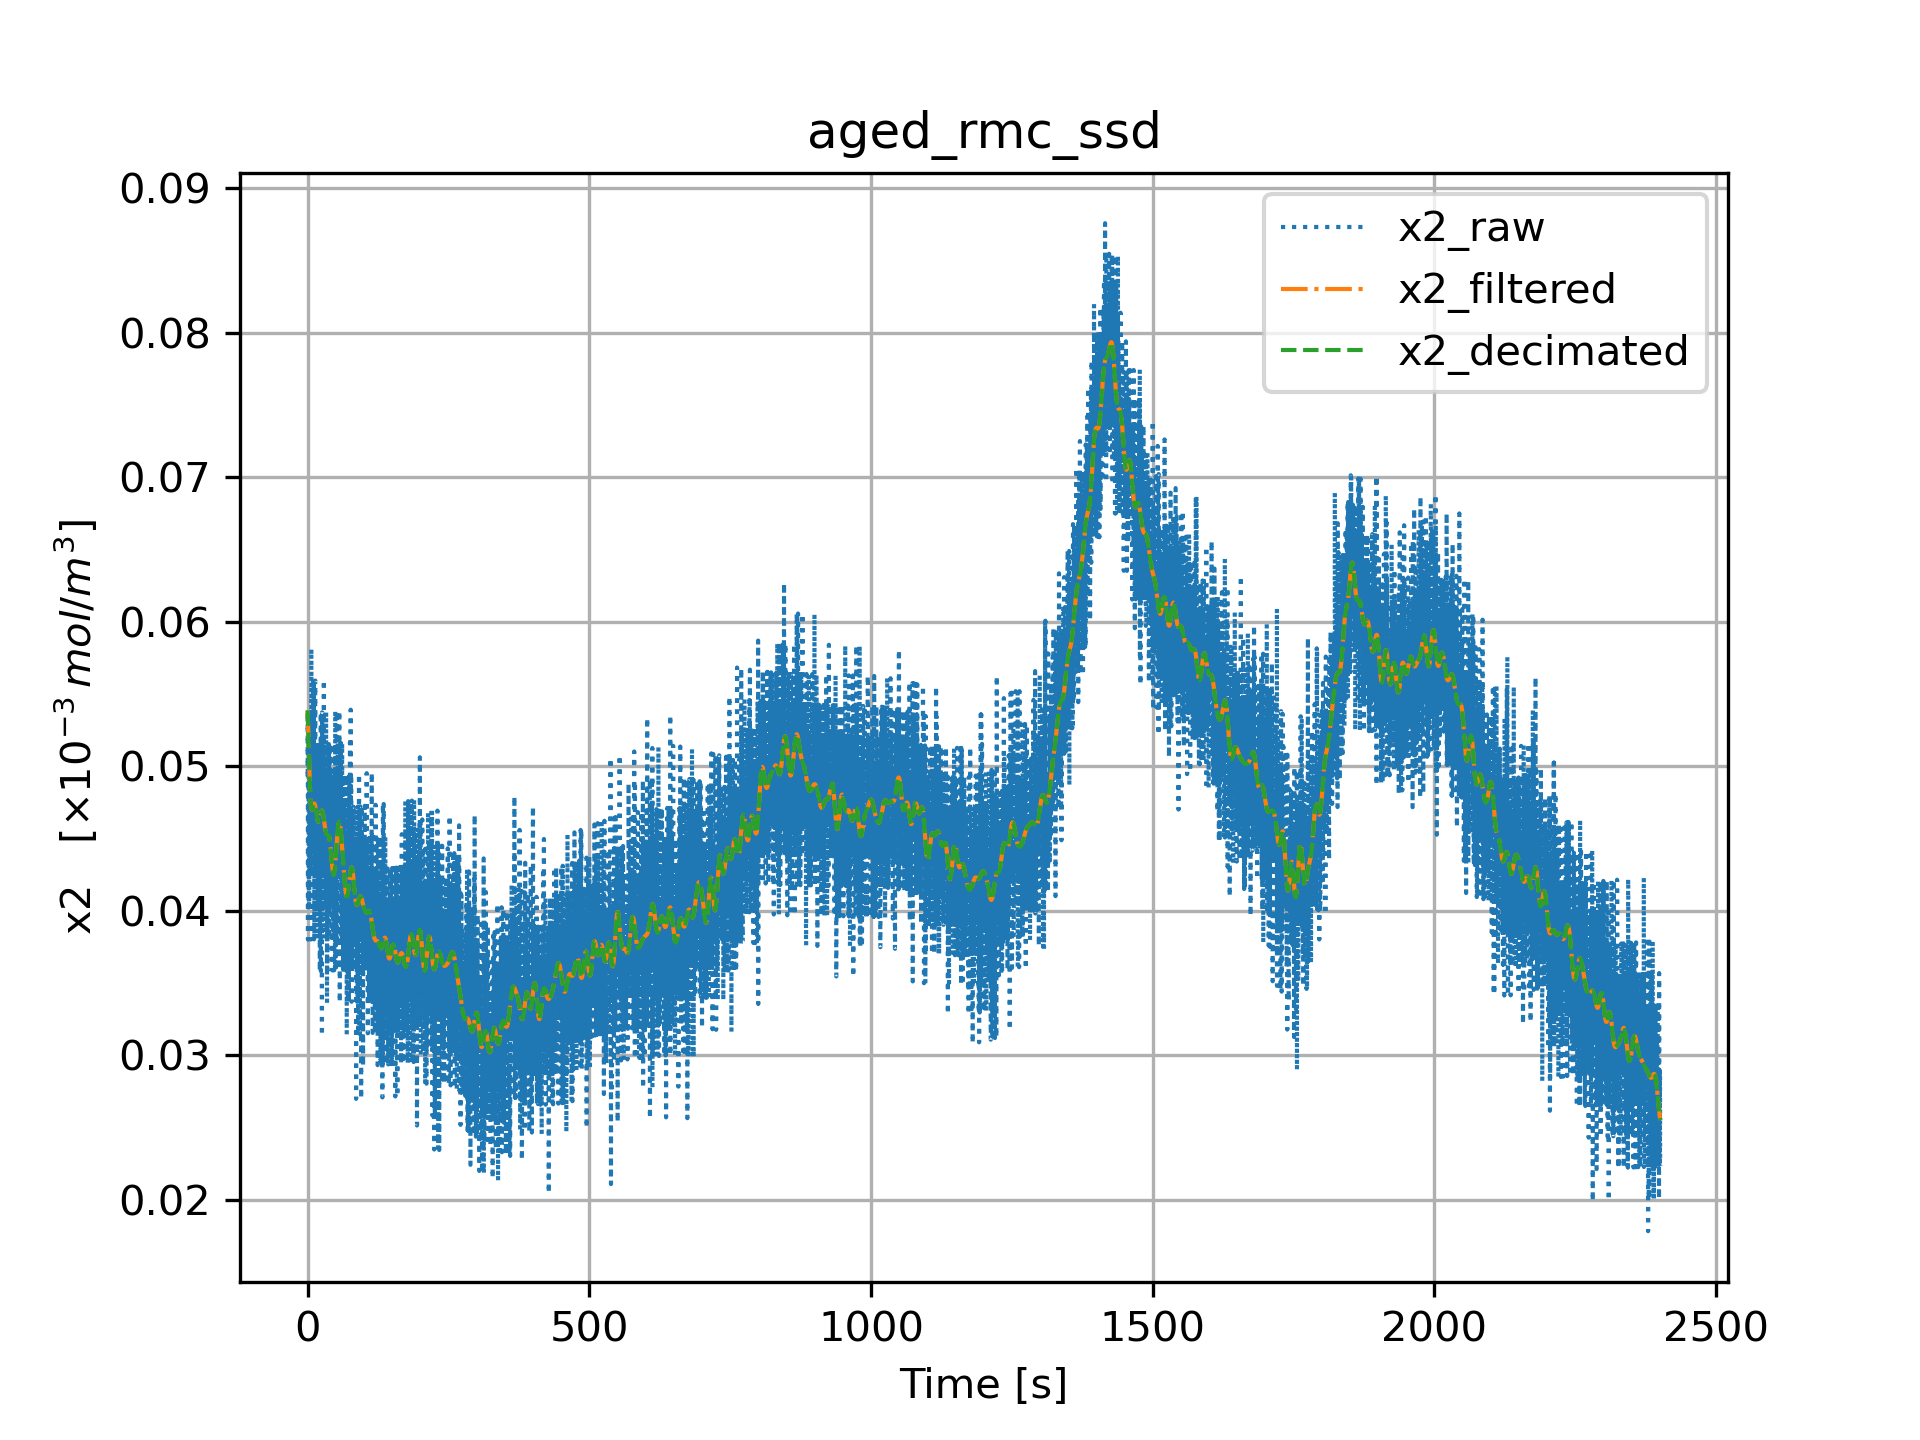 aged_rmc_ssd
0.09
0.08
0.07
0.06
0.05
0.04
0.03
0.02
x2 [×10⁻³ mol/m³]
x2_raw
x2_filtered
x2_decimated
0 500 1000 1500 2000 2500
Time [s]